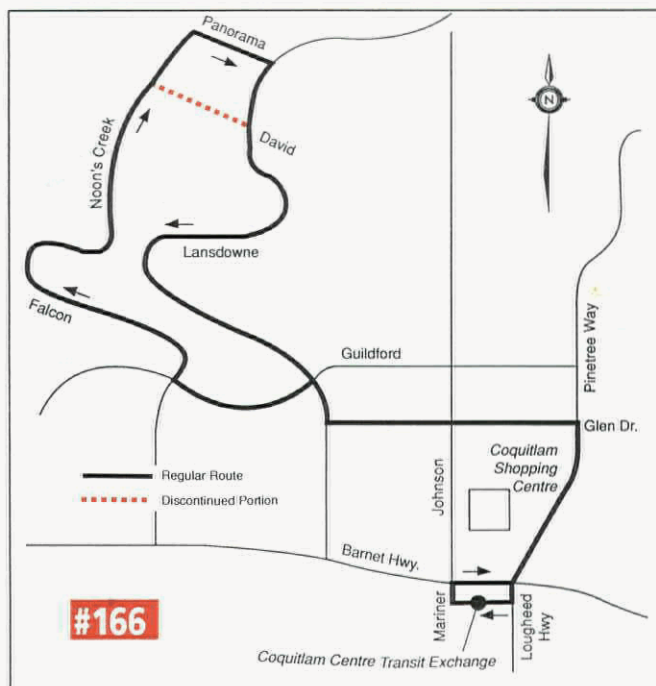 Panorama
N
David
Noon's Creek
Lansdowne
Falcon
Guildford
Pinetree Way
Glen Dr.
Coquitlam
Shopping
Centre
Regular Route
Discontinued Portion
Johnson
Barnet Hwy.
#166
Mariner
Lougheed
Hwy
Coquitlam Centre Transit Exchange